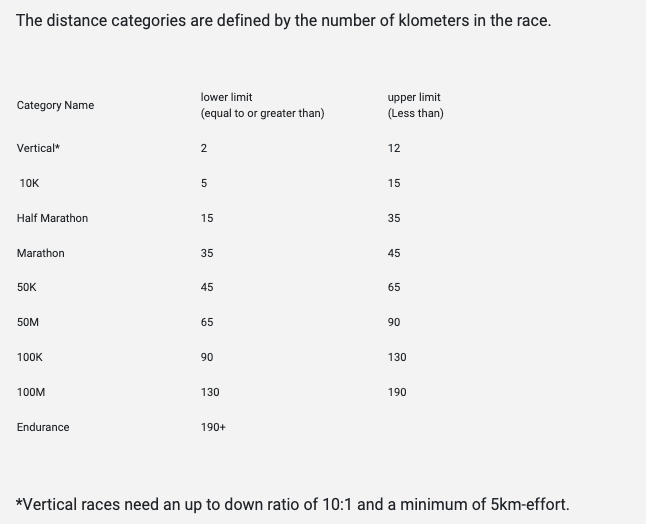 The distance categories are defined by the number of klometers in the race.
Category Name lower limit (equal to or greater than) upper limit (Less than)
Vertical* 2 12
10K 5 15
Half Marathon 15 35
Marathon 35 45
50K 45 65
50M 65 90
100K 90 130
100M 130 190
Endurance 190+
*Vertical races need an up to down ratio of 10:1 and a minimum of 5km-effort.